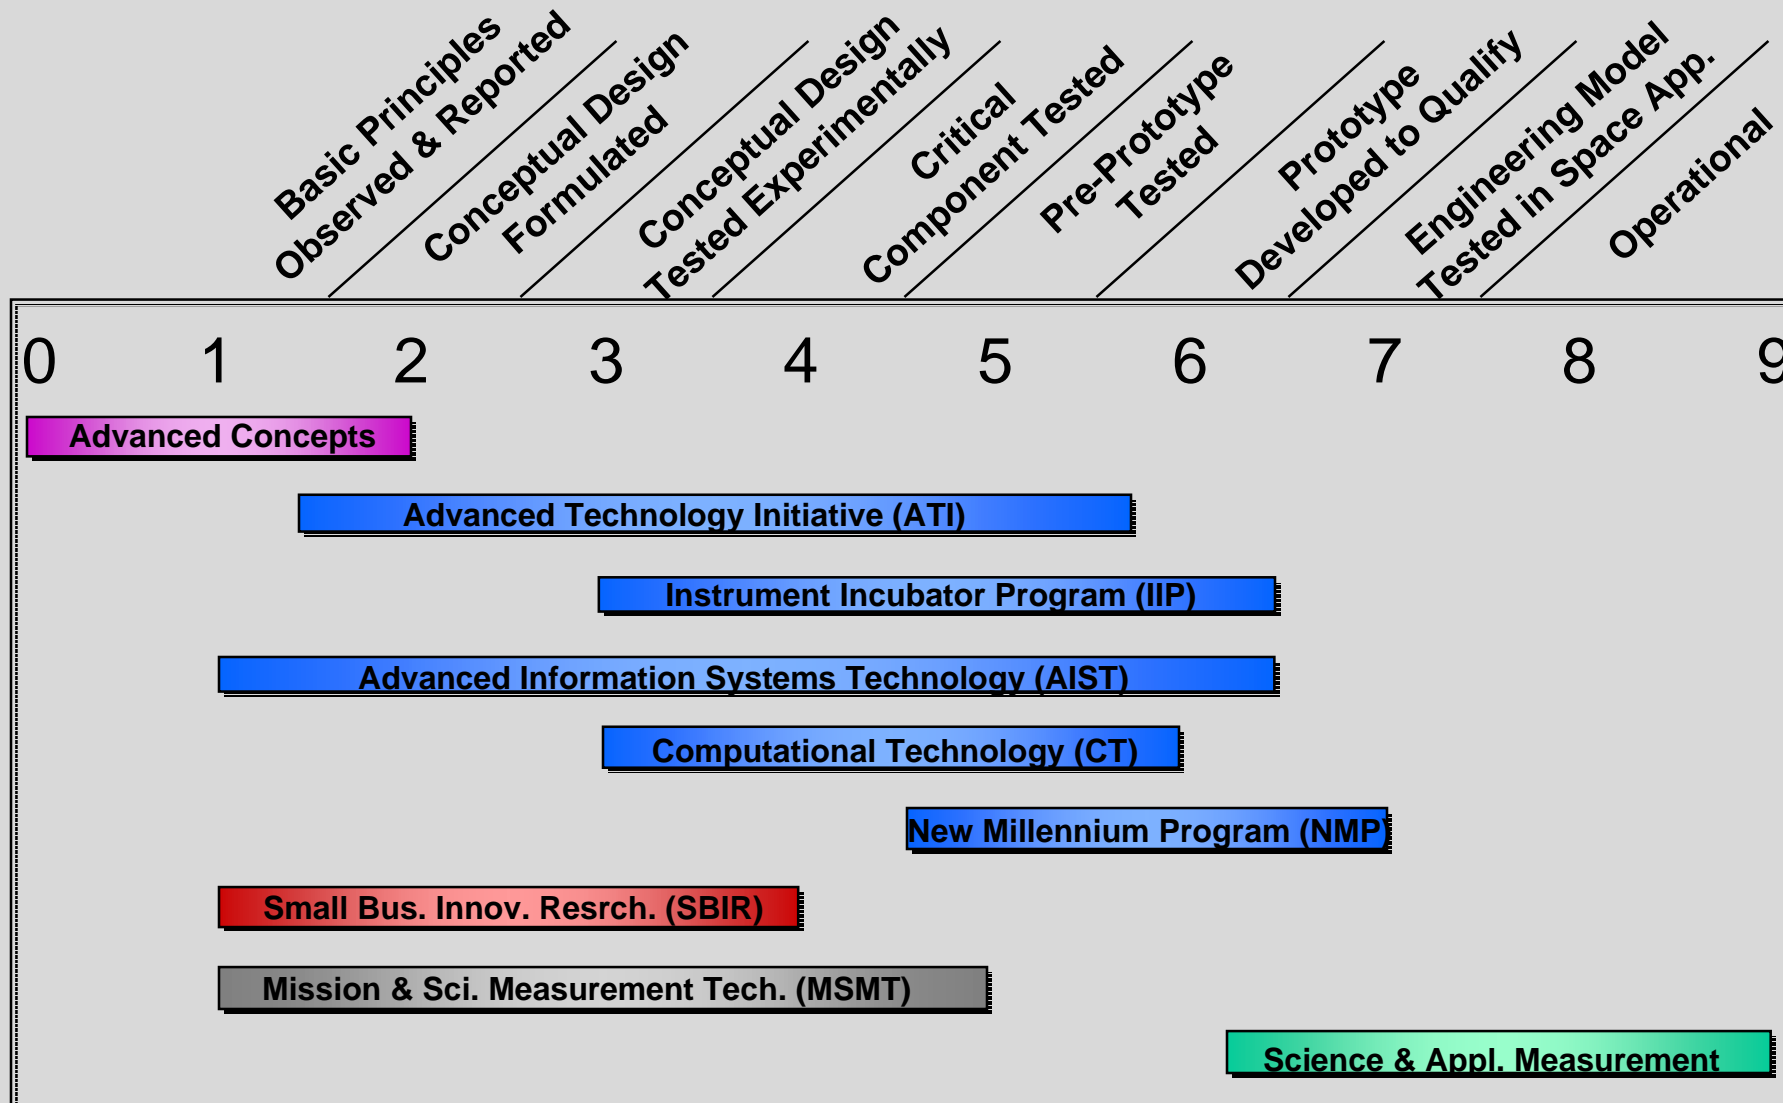 Basic Principles
Observed & Reported
Conceptual Design
Formulated
Conceptual Design
Tested Experimentally
Critical
Component Tested
Pre-Prototype
Tested
Prototype
Developed to Qualify
Engineering Model
Tested in Space App.
Operational
0 1 2 3 4 5 6 7 8 9
Advanced Concepts
Advanced Technology Initiative (ATI)
Instrument Incubator Program (IIP)
Advanced Information Systems Technology (AIST)
Computational Technology (CT)
New Millennium Program (NMP)
Small Bus. Innov. Resrch. (SBIR)
Mission & Sci. Measurement Tech. (MSMT)
Science & Appl. Measurement